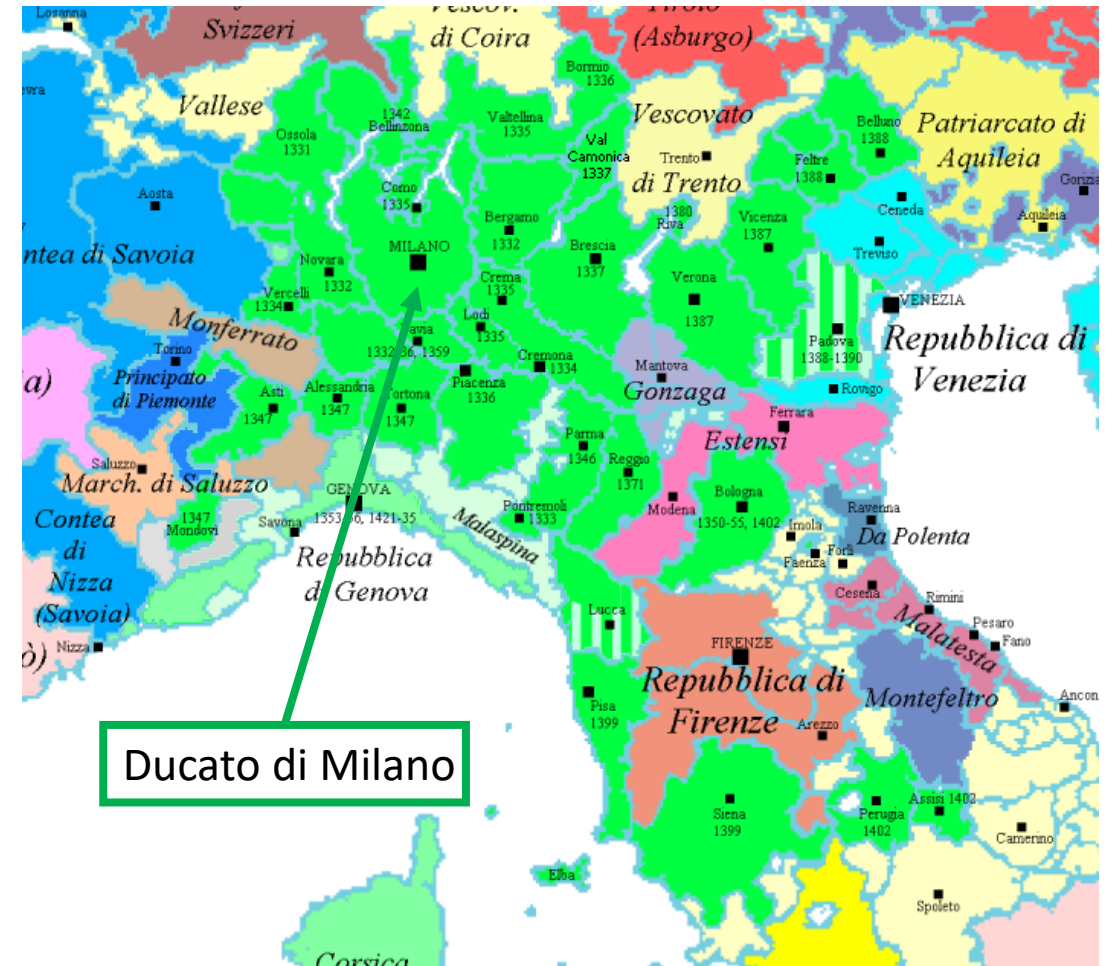 Losanna
Svizzeri
Vescov.
di Coira
Tirolo
(Asburgo)
Bormio
1336
Vallese
Ossola
1331
1342
Bellinzona
Valtellina
1335
Val
Camonica
1337
Vescovato
Trento
di Trento
1380
Riva
Belluno
1388
Feltre
1388
Patriarcato di
Aquileia
Gorizia
Aquileia
Aosta
ntea di Savoia
Como
1335
MILANO
Bergamo
1332
Brescia
1337
Vicenza
1387
Ceneda
Treviso
Novara
1332
Vercelli
1334
Crema
1335
Lodi
1335
Verona
1387
VENEZIA
Repubblica di
Venezia
Padova
1388-1390
Rovigo
Monferrato
Torino
Principato
di Piemonte
a)
Asti
1347
Alessandria
1347
Tortona
1347
Pavia
1332-36, 1359
Piacenza
1336
Cremona
1334
Mantova
Gonzaga
Ferrara
Estensi
Saluzzo
March. di Saluzzo
Parma
1346
Reggio
1371
Modena
Bologna
1350-55, 1402
Contea
di
Nizza
(Savoia)
1347
Mondovì
Savona
GENOVA
1353-56, 1421-35
Repubblica
di Genova
Malaspina
Pontremoli
1333
Imola
Faenza
Forlì
Ravenna
Da Polenta
Cesena
Rimini
Malatesta
Pesaro
Fano
Ancon
ò)
Nizza
Lucca
FIRENZE
Repubblica di
Firenze
Arezzo
Montefeltro
Pisa
1399
Ducato di Milano
Siena
1399
Perugia
1402
Assisi 1402
Camerino
Elba
Spoleto
Corsica